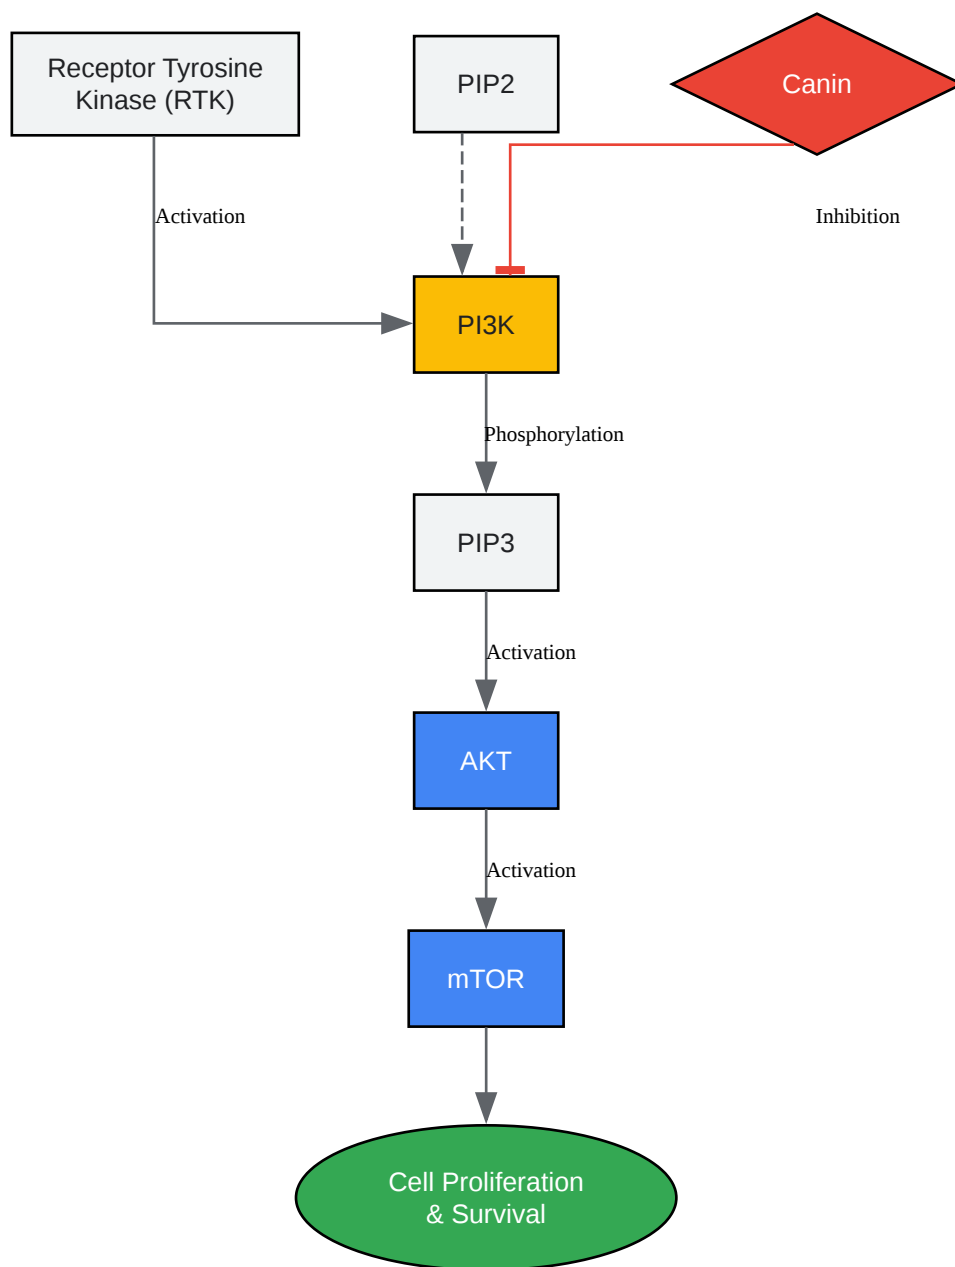 Receptor Tyrosine
Kinase (RTK)
PIP2
Canin
Activation
Inhibition
PI3K
Phosphorylation
PIP3
Activation
AKT
Activation
mTOR
Cell Proliferation
& Survival